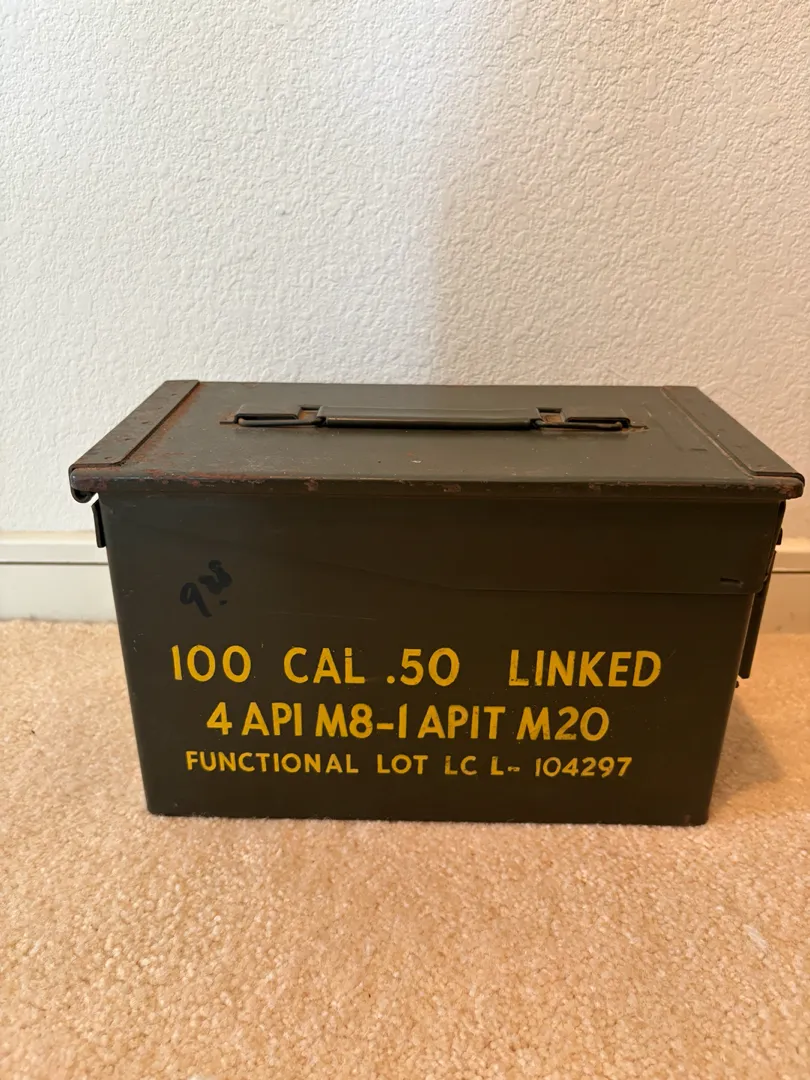 100 CAL .50 LINKED
4 API M8-1 APIT M20
FUNCTIONAL LOT LC L- 104297